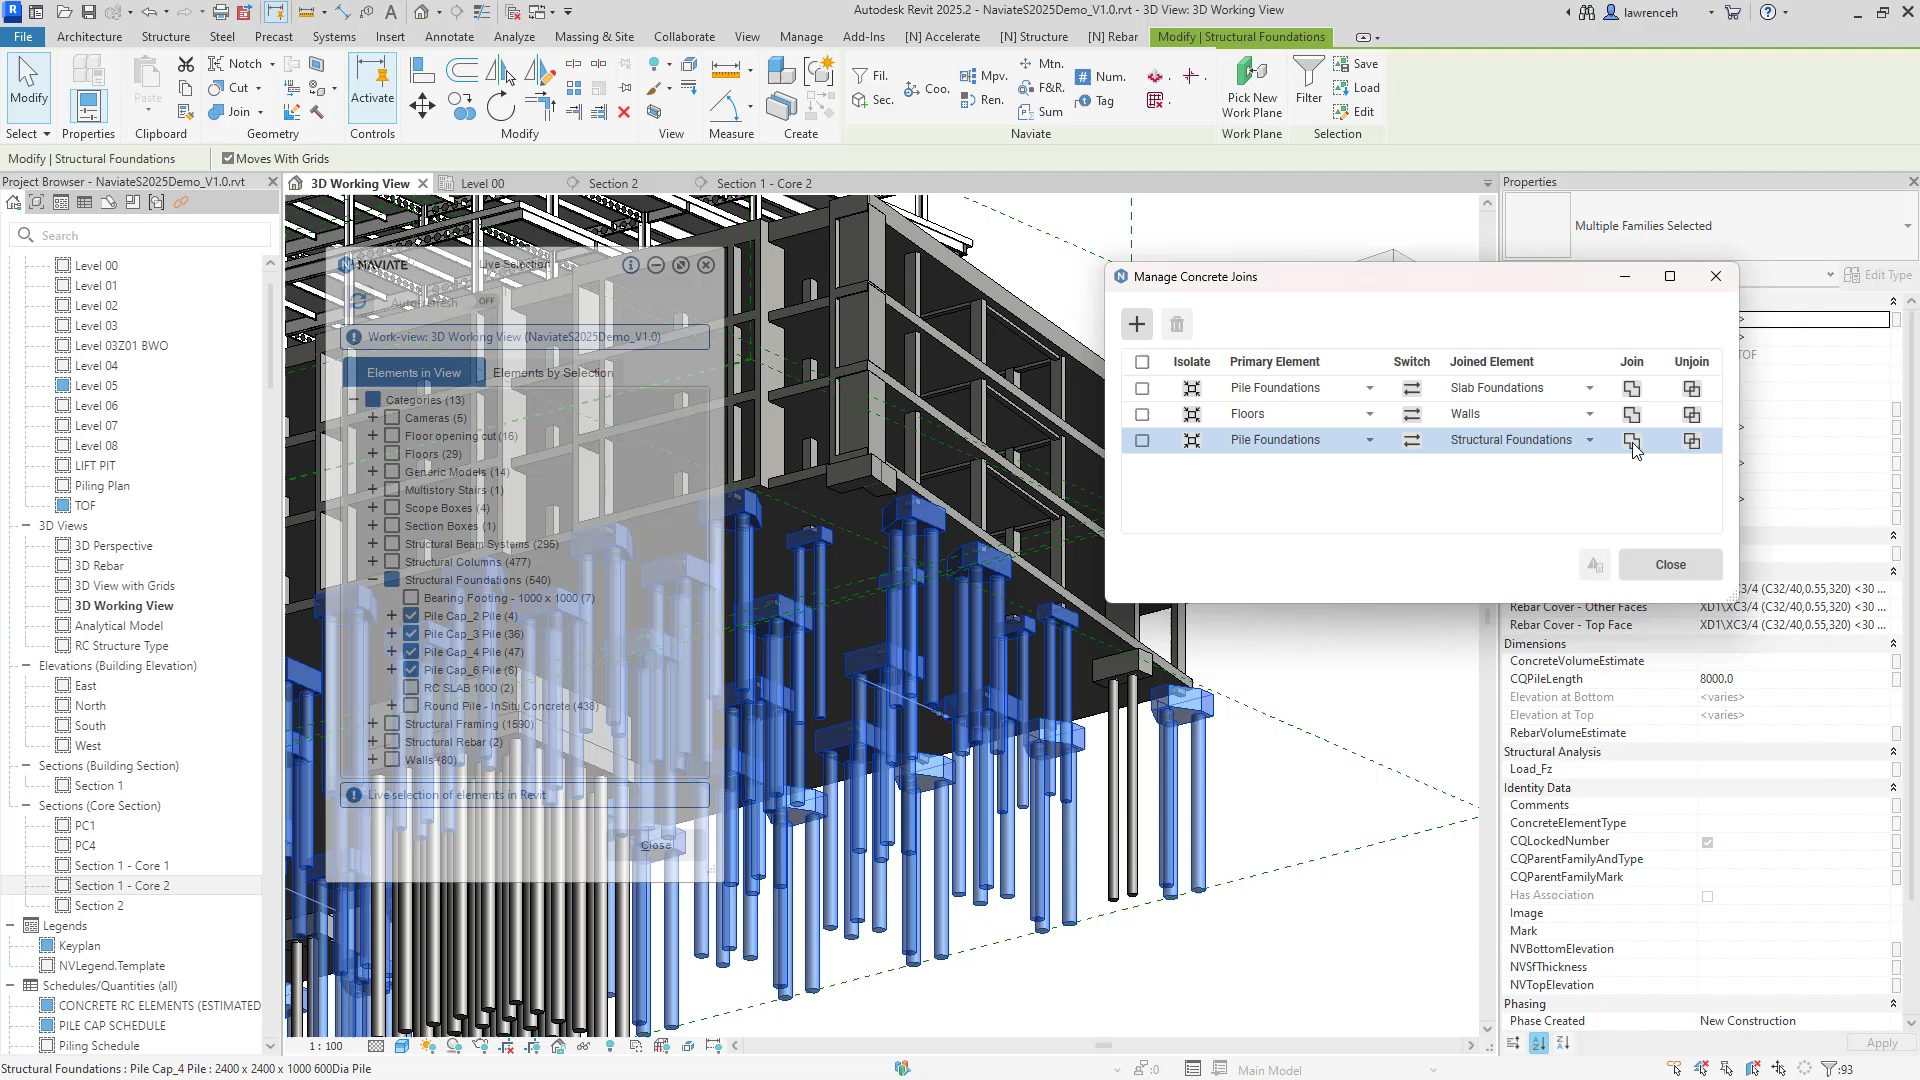 Autodesk Revit 2025.2 - NaviateS2025Demo_V1.0.rvt - 3D View: 3D Working View
lawrenceh
File Architecture Structure Steel Precast Systems Insert Annotate Analyze Massing & Site Collaborate View Manage Add-Ins [N] Accelerate [N] Structure [N] Rebar Modify | Structural Foundations
Modify
Properties
Paste
Notch
Cut
Join
Activate
Fil.
Sec.
Coo.
Mpv.
Ren.
Mtn.
F&R.
Sum
Num.
Tag
Pick New
Work Plane
Filter
Save
Load
Edit
Select Properties Clipboard Geometry Controls Modify View Measure Create Naviate Work Plane Selection
Modify | Structural Foundations
Moves With Grids
Project Browser - NaviateS2025Demo_V1.0.rvt
Search
Level 00
Level 01
Level 02
Level 03
Level 03Z01 BWO
Level 04
Level 05
Level 06
Level 07
Level 08
LIFT PIT
Piling Plan
TOF
3D Views
3D Perspective
3D Rebar
3D View with Grids
3D Working View
Analytical Model
RC Structure Type
Elevations (Building Elevation)
East
North
South
West
Sections (Building Section)
Section 1
Sections (Core Section)
PC1
PC4
Section 1 - Core 1
Section 1 - Core 2
Section 2
Legends
Keyplan
NVLegend.Template
Schedules/Quantities (all)
CONCRETE RC ELEMENTS (ESTIMATED
PILE CAP SCHEDULE
Piling Schedule
3D Working View
Level 00
Section 2
Section 1 - Core 2
NAVIATE Live Selection
Auto Refresh OFF
Work-view: 3D Working View (NaviateS2025Demo_V1.0)
Elements in View
Elements by Selection
Categories (13)
Cameras (5)
Floor opening cut (16)
Floors (29)
Generic Models (14)
Multistory Stairs (1)
Scope Boxes (4)
Section Boxes (1)
Structural Beam Systems (295)
Structural Columns (477)
Structural Foundations (540)
Bearing Footing - 1000 x 1000 (7)
Pile Cap_2 Pile (4)
Pile Cap_3 Pile (36)
Pile Cap_4 Pile (47)
Pile Cap_6 Pile (6)
RC SLAB 1000 (2)
Round Pile - InSitu Concrete (438)
Structural Framing (1590)
Structural Rebar (2)
Walls (80)
Live selection of elements in Revit
Close
Manage Concrete Joins
Isolate Primary Element Switch Joined Element Join Unjoin
Pile Foundations Slab Foundations
Floors Walls
Pile Foundations Structural Foundations
Close
Properties
Multiple Families Selected
Edit Type
TOF
XC3/4 (C32/40,0.55,320) <30 ...
Rebar Cover - Other Faces XD1\XC3/4 (C32/40,0.55,320) <30 ...
Rebar Cover - Top Face XD1\XC3/4 (C32/40,0.55,320) <30 ...
Dimensions
ConcreteVolumeEstimate
CQPileLength 8000.0
Elevation at Bottom <varies>
Elevation at Top <varies>
RebarVolumeEstimate
Structural Analysis
Load_Fz
Identity Data
Comments
ConcreteElementType
CQLockedNumber
CQParentFamilyAndType
CQParentFamilyMark
Has Association
Image
Mark
NVBottomElevation
NVSfThickness
NVTopElevation
Phasing
Phase Created New Construction
Apply
1 : 100
Structural Foundations : Pile Cap_4 Pile : 2400 x 2400 x 1000 600Dia Pile
:0
Main Model
:93